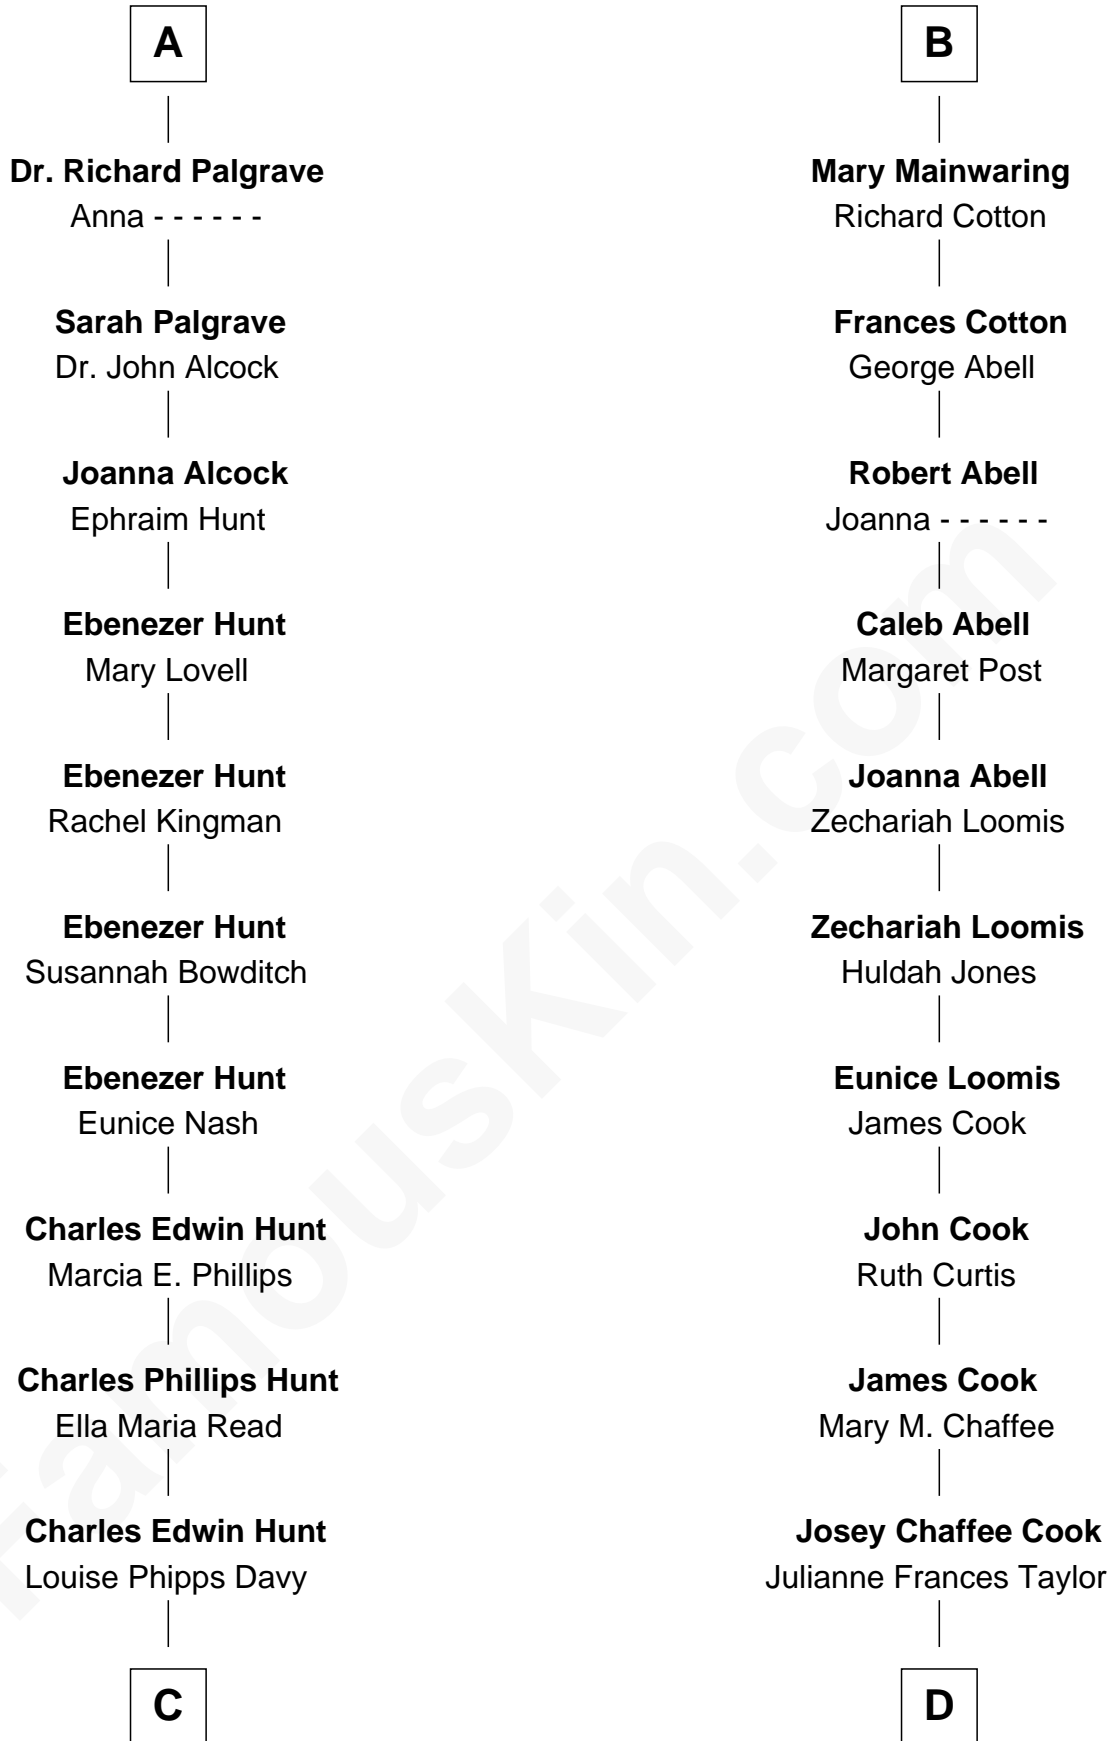 A
Dr. Richard Palgrave
Anna - - - - - -
Sarah Palgrave
Dr. John Alcock
Joanna Alcock
Ephraim Hunt
Ebenezer Hunt
Mary Lovell
Ebenezer Hunt
Rachel Kingman
Ebenezer Hunt
Susannah Bowditch
Ebenezer Hunt
Eunice Nash
Charles Edwin Hunt
Marcia E. Phillips
Charles Phillips Hunt
Ella Maria Read
Charles Edwin Hunt
Louise Phipps Davy
C
B
Mary Mainwaring
Richard Cotton
Frances Cotton
George Abell
Robert Abell
Joanna - - - - - -
Caleb Abell
Margaret Post
Joanna Abell
Zechariah Loomis
Zechariah Loomis
Huldah Jones
Eunice Loomis
James Cook
John Cook
Ruth Curtis
James Cook
Mary M. Chaffee
Josey Chaffee Cook
Julianne Frances Taylor
D
FamousKin.com